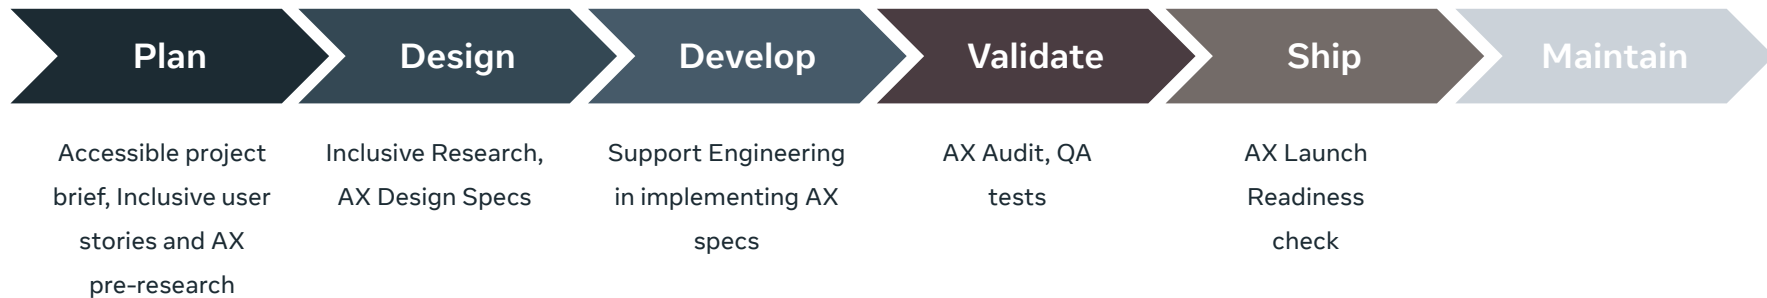 Plan
Design
Develop
Validate
Ship
Maintain
Accessible project
brief, Inclusive user
stories and AX
pre-research
Inclusive Research,
AX Design Specs
Support Engineering
in implementing AX
specs
AX Audit, QA
tests
AX Launch
Readiness
check